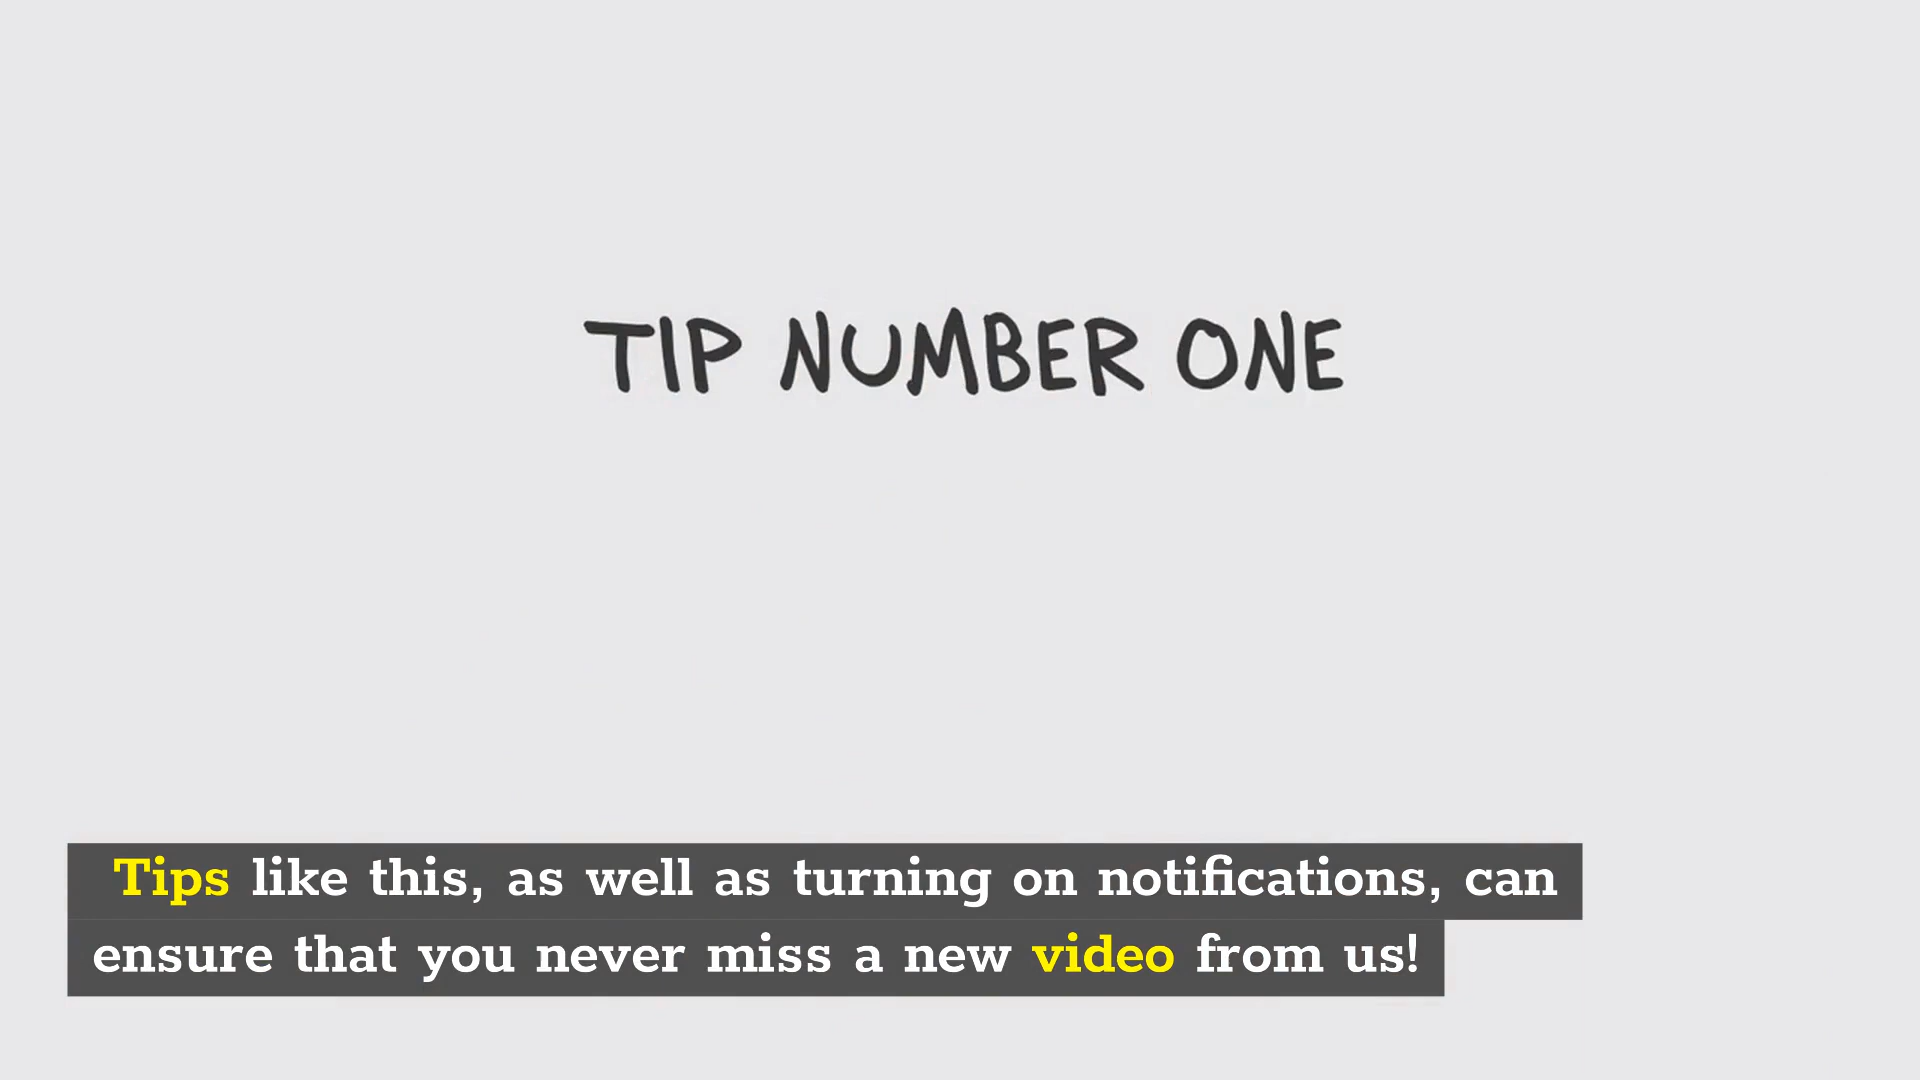 TIP NUMBER ONE
Tips like this, as well as turning on notifications, can
ensure that you never miss a new video from us!